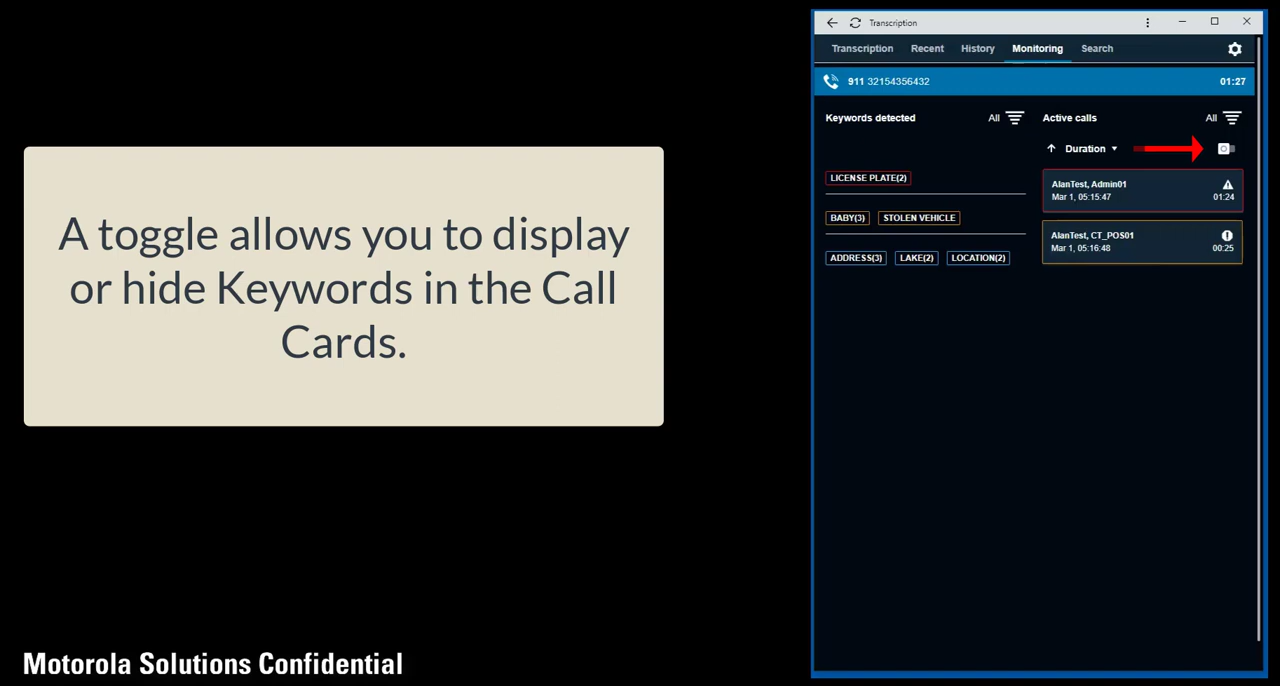 A toggle allows you to display
or hide Keywords in the Call
Cards.
Motorola Solutions Confidential
Transcription
Transcription Recent History Monitoring Search
911 32154356432 01:27
Keywords detected All
LICENSE PLATE(2)
BABY(3) STOLEN VEHICLE
ADDRESS(3) LAKE(2) LOCATION(2)
Active calls All
Duration
AlanTest, Admin01
Mar 1, 05:15:47 01:24
AlanTest, CT_POS01
Mar 1, 05:16:48 00:25